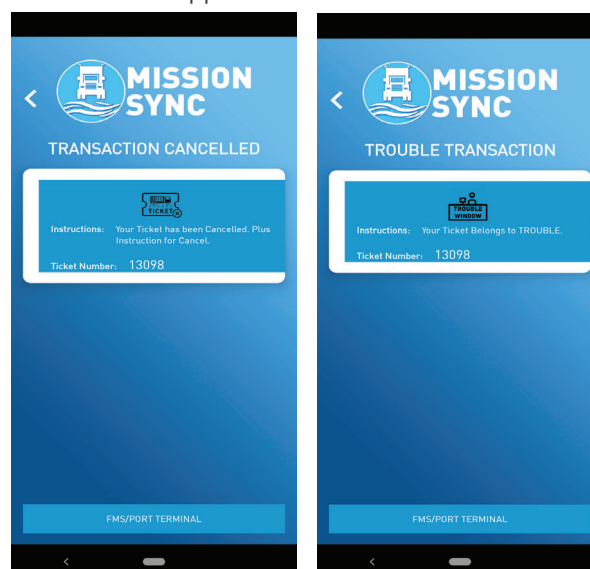 MISSION
SYNC
TRANSACTION CANCELLED
TICKET
Instructions: Your Ticket has been Cancelled. Plus
Instruction for Cancel.
Ticket Number: 13098
FMS/PORT TERMINAL
MISSION
SYNC
TROUBLE TRANSACTION
TROUBLE
WINDOW
Instructions: Your Ticket Belongs to TROUBLE.
Ticket Number: 13098
FMS/PORT TERMINAL